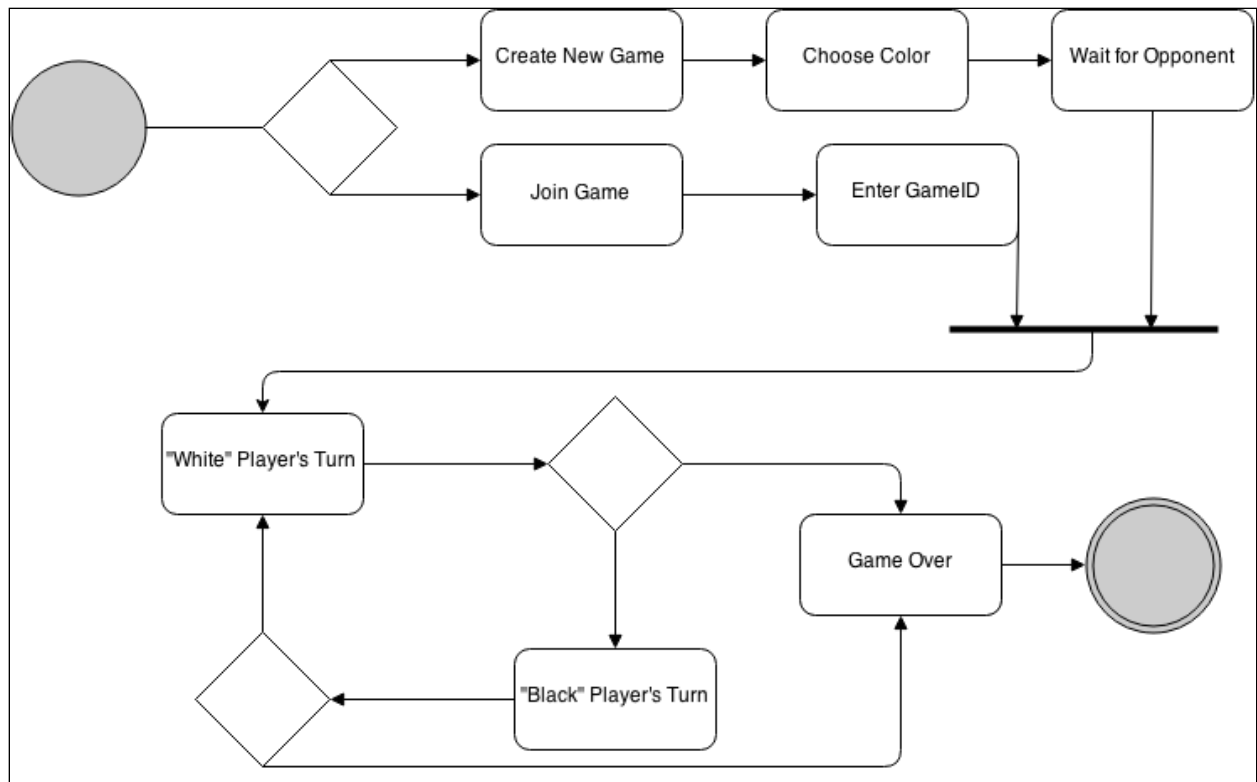 Create New Game
Choose Color
Wait for Opponent
Join Game
Enter GameID
"White" Player's Turn
Game Over
"Black" Player's Turn